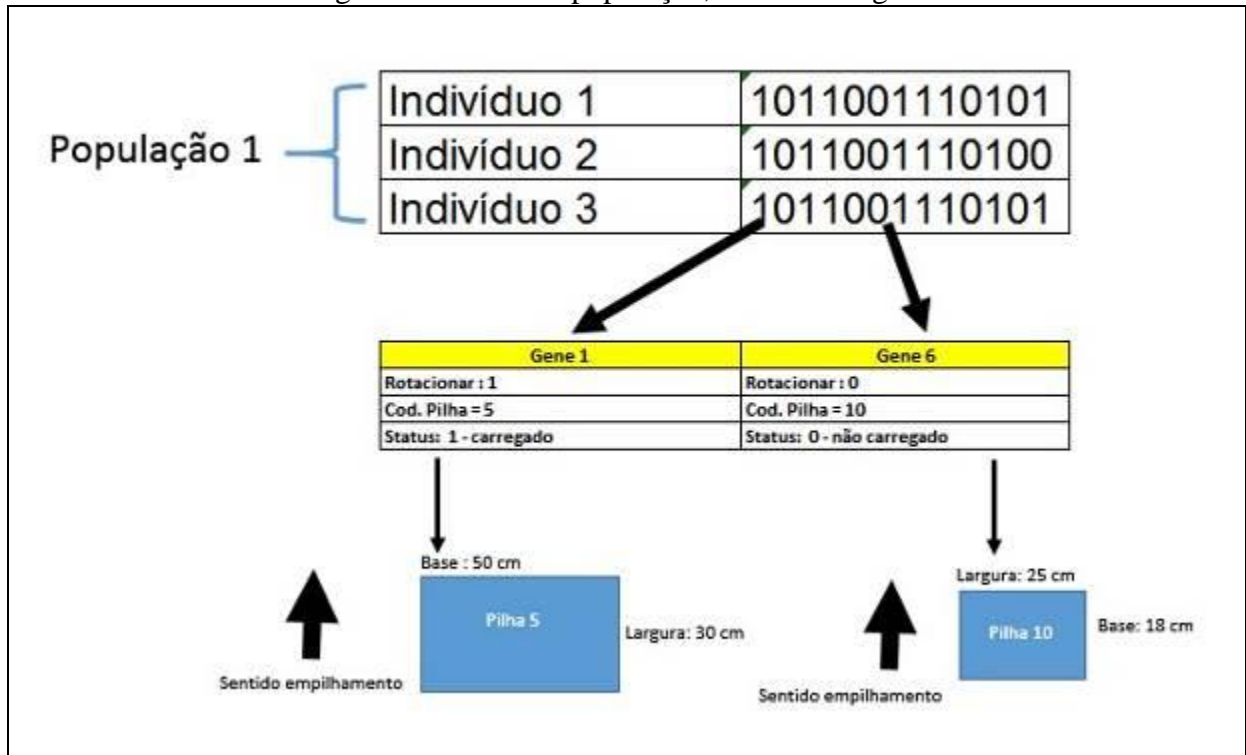 Indivíduo 1 1011001110101
População 1
Indivíduo 2 1011001110100
Indivíduo 3 1011001110101
Gene 1 Gene 6
Rotacionar : 1 Rotacionar : 0
Cod. Pilha = 5 Cod. Pilha = 10
Status: 1 - carregado Status: 0 - não carregado
Base : 50 cm
Largura: 25 cm
Pilha 5
Largura: 30 cm
Pilha 10
Base: 18 cm
Sentido empilhamento
Sentido empilhamento